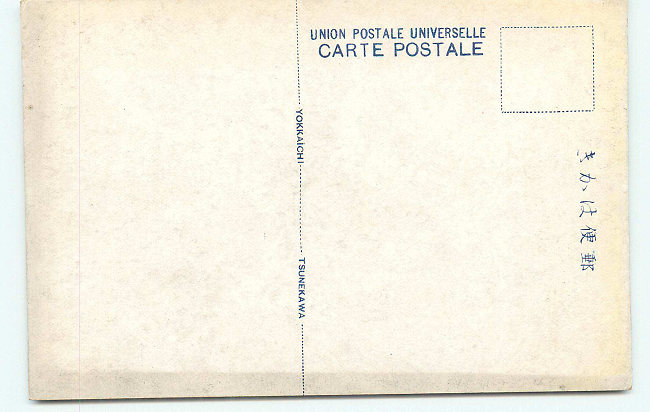 UNION POSTALE UNIVERSELLE
CARTE POSTALE
YOKKAICHI TSUNEKAWA
郵便はかき